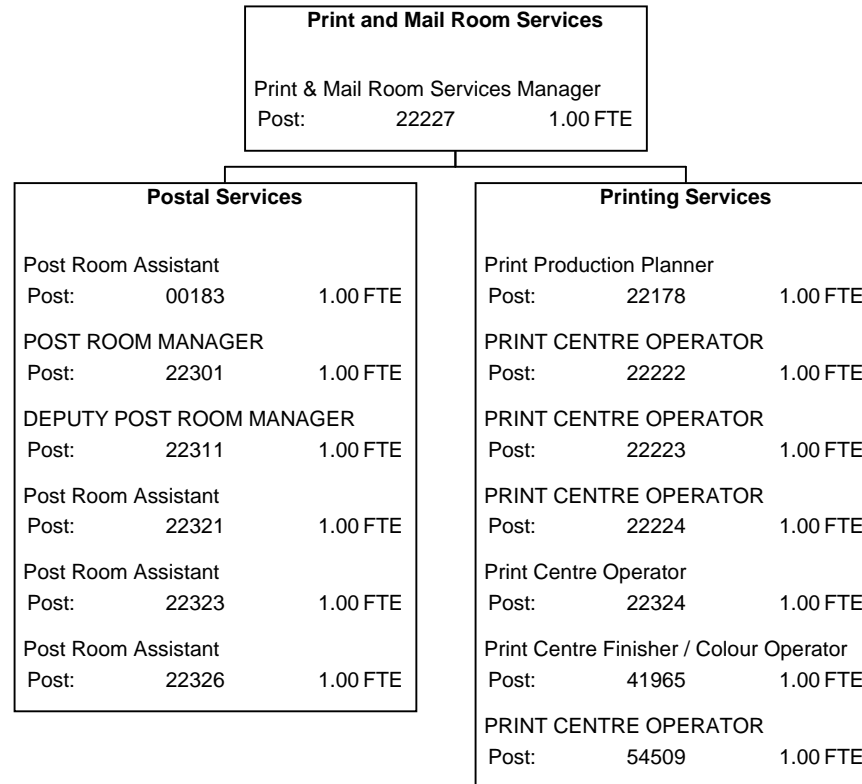 Print and Mail Room Services
Print & Mail Room Services Manager
Post: 22227 1.00 FTE
Postal Services
Post Room Assistant
Post: 00183 1.00 FTE
POST ROOM MANAGER
Post: 22301 1.00 FTE
DEPUTY POST ROOM MANAGER
Post: 22311 1.00 FTE
Post Room Assistant
Post: 22321 1.00 FTE
Post Room Assistant
Post: 22323 1.00 FTE
Post Room Assistant
Post: 22326 1.00 FTE
Printing Services
Print Production Planner
Post: 22178 1.00 FTE
PRINT CENTRE OPERATOR
Post: 22222 1.00 FTE
PRINT CENTRE OPERATOR
Post: 22223 1.00 FTE
PRINT CENTRE OPERATOR
Post: 22224 1.00 FTE
Print Centre Operator
Post: 22324 1.00 FTE
Print Centre Finisher / Colour Operator
Post: 41965 1.00 FTE
PRINT CENTRE OPERATOR
Post: 54509 1.00 FTE